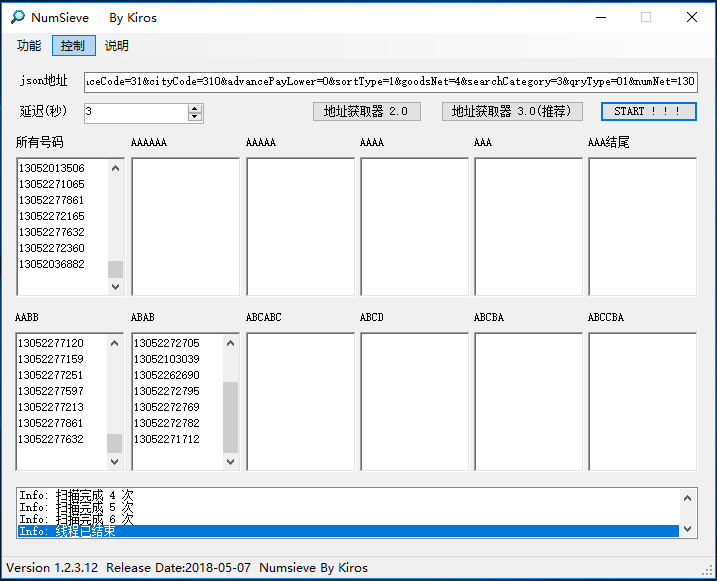 NumSieve By Kiros
功能 控制 说明
json地址 ceCode=31&cityCode=310&advancePayLower=0&sortType=1&goodsNet=4&searchCategory=3&qryType=01&numNet=130
延迟(秒) 3 地址获取器 2.0 地址获取器 3.0(推荐) START ! ! !
所有号码 AAAAAA AAAAA AAAA AAA AAA结尾
13052013506
13052271065
13052277861
13052272165
13052277632
13052272360
13052036882
AABB ABAB ABCABC ABCD ABCBA ABCCBA
13052277120 13052272705
13052277159 13052103039
13052277251 13052262690
13052277597 13052272795
13052277213 13052272769
13052277861 13052272782
13052277632 13052271712
Info: 扫描完成 4 次
Info: 扫描完成 5 次
Info: 扫描完成 6 次
Info: 线程已结束
Version 1.2.3.12 Release Date:2018-05-07 Numsieve By Kiros